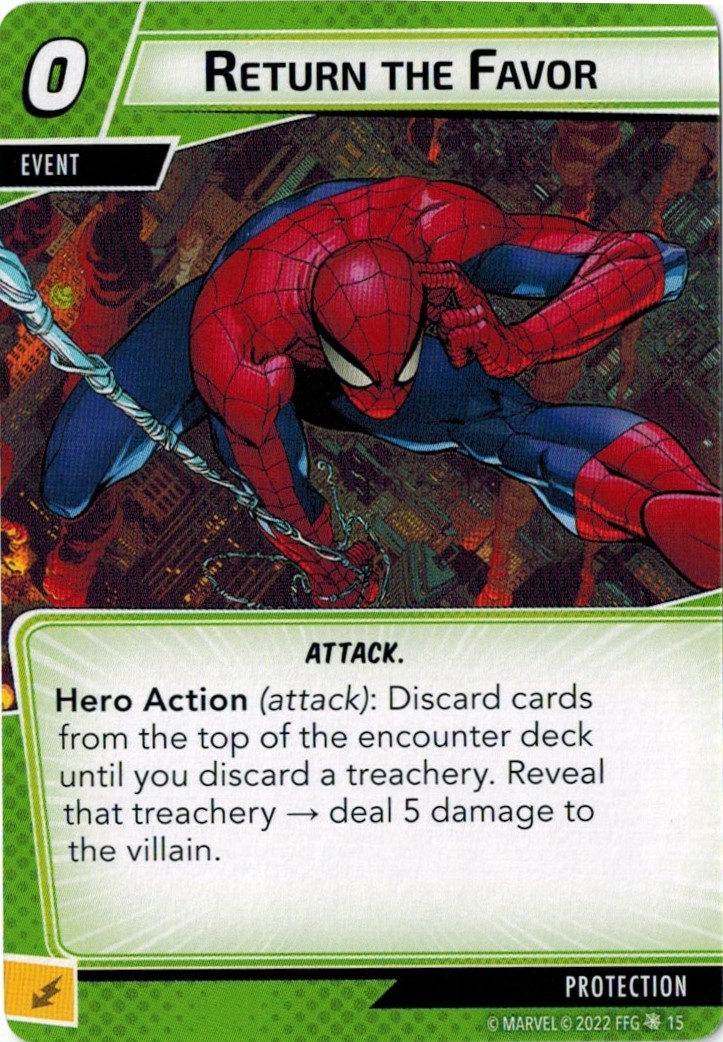 0
RETURN THE FAVOR
EVENT
ATTACK.
Hero Action (attack): Discard cards
from the top of the encounter deck
until you discard a treachery. Reveal
that treachery → deal 5 damage to
the villain.
PROTECTION
© MARVEL © 2022 FFG 15